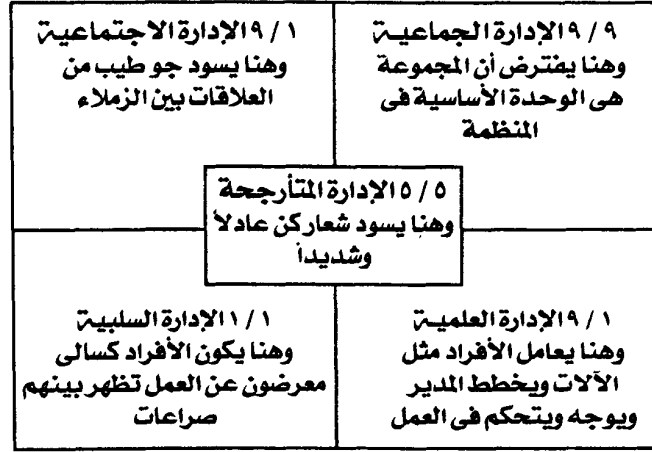 ٩ / ٩ الإدارة الجماعية
وهنا يفترض أن المجموعة
هى الوحدة الأساسية فى
المنظمة
١ / ٩ الإدارة الاجتماعية
وهنا يسود جو طيب من
العلاقات بين الزملاء
٥ / ٥ الإدارة المتأرجحة
وهنا يسود شعار كن عادلاً
وشديداً
١ / ٩ الإدارة العلمية
وهنا يعامل الأفراد مثل
الآلات ويخطط المدير
ويوجه ويتحكم فى العمل
١ / ١ الإدارة السلبية
وهنا يكون الأفراد كسالى
معرضون عن العمل تظهر بينهم
صراعات